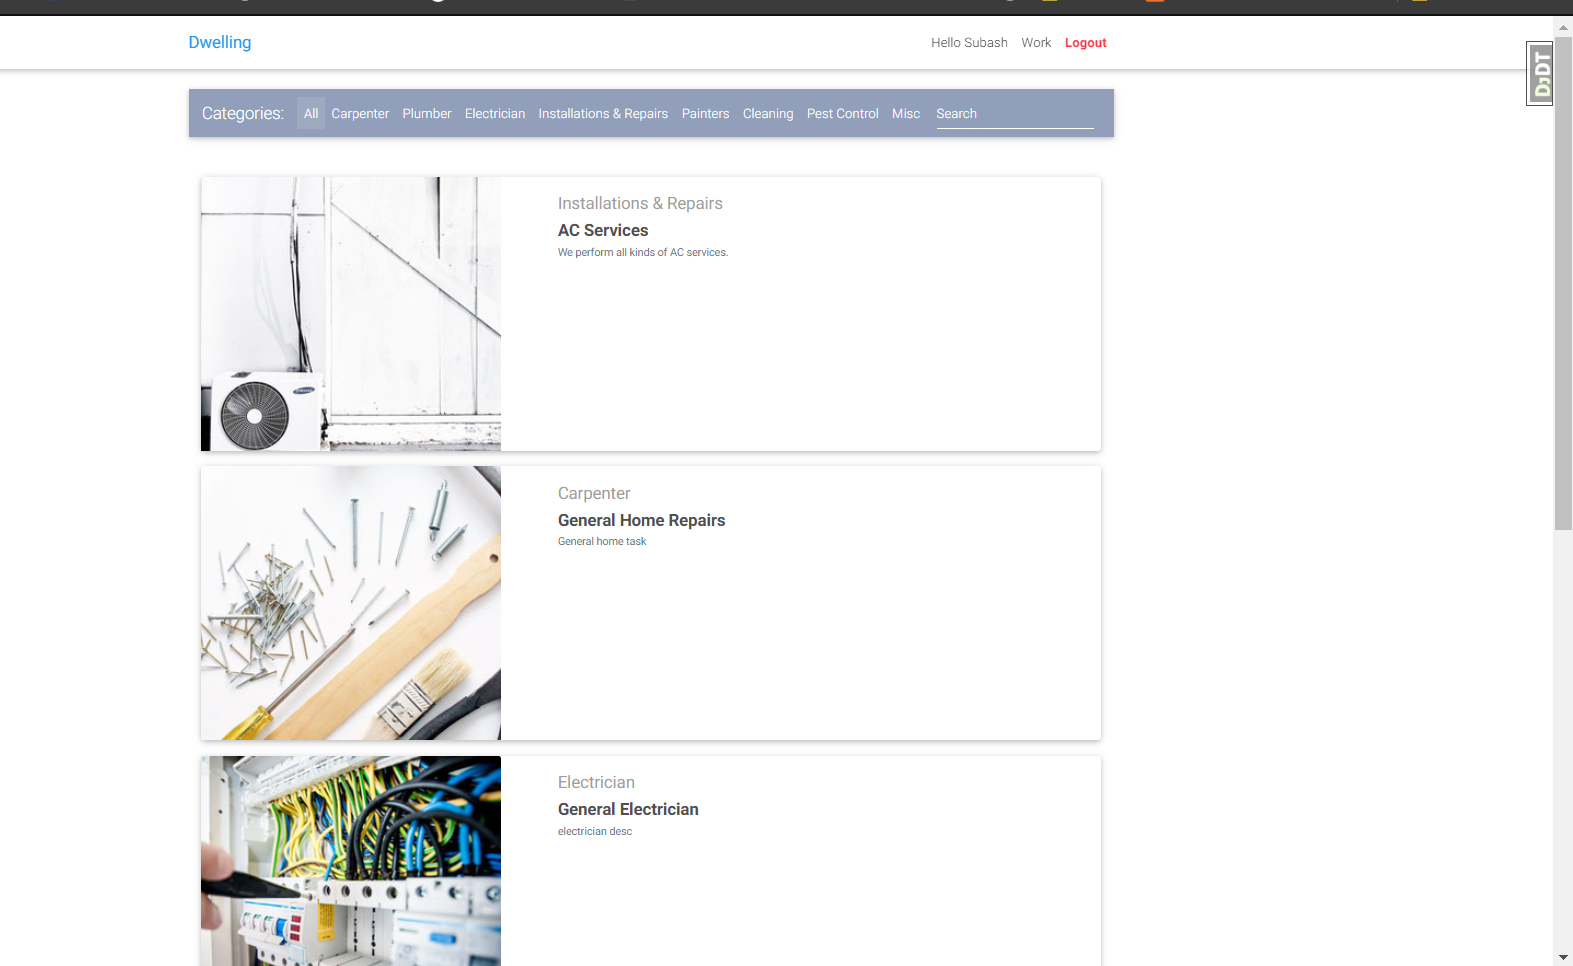 Dwelling
Hello Subash Work Logout
DjDT
Categories: All Carpenter Plumber Electrician Installations & Repairs Painters Cleaning Pest Control Misc Search
Installations & Repairs
AC Services
We perform all kinds of AC services.
SAMSUNG
Carpenter
General Home Repairs
General home task
Electrician
General Electrician
electrician desc